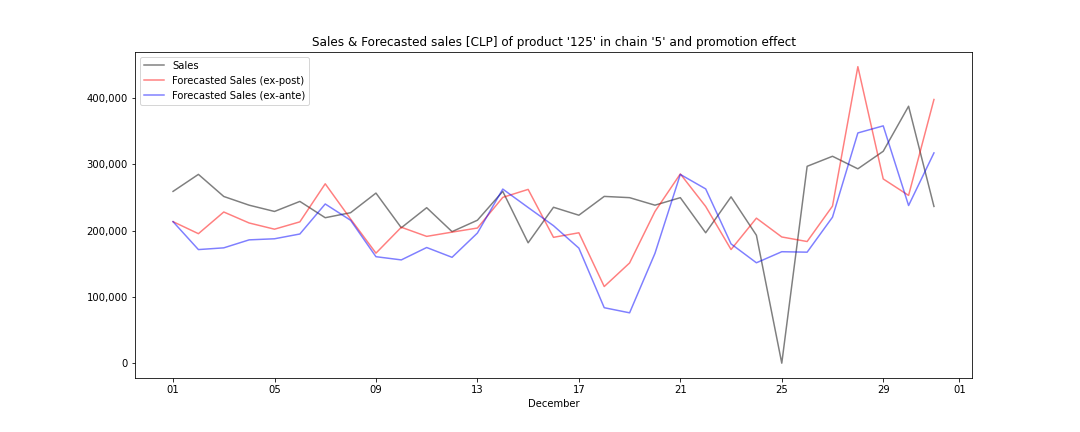 Sales & Forecasted sales [CLP] of product '125' in chain '5' and promotion effect
Sales
Forecasted Sales (ex-post)
Forecasted Sales (ex-ante)
400,000
300,000
200,000
100,000
0
01 05 09 13 17 21 25 29 01
December